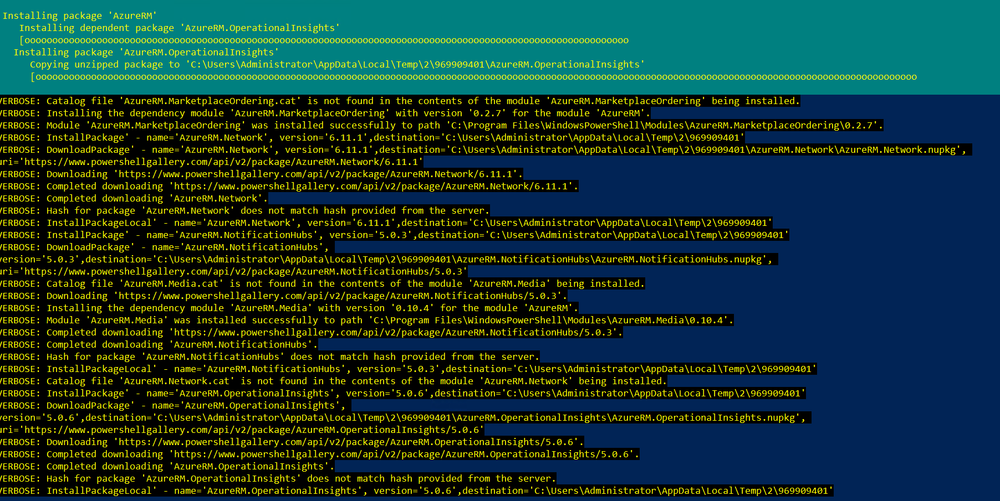 Installing package 'AzureRM'
Installing dependent package 'AzureRM.OperationalInsights'
[ooooooooooooooooooooooooooooooooooooooooooooooooooooooooooooooooooooooooooooooooooooooooooooooooooooooooooooo
Installing package 'AzureRM.OperationalInsights'
Copying unzipped package to 'C:\Users\Administrator\AppData\Local\Temp\2\969909401\AzureRM.OperationalInsights'
[ooooooooooooooooooooooooooooooooooooooooooooooooooooooooooooooooooooooooooooooooooooooooooooooooooooooooooooooooooooooooooooooooooooooooooooooooooooooooooooooo
VERBOSE: Catalog file 'AzureRM.MarketplaceOrdering.cat' is not found in the contents of the module 'AzureRM.MarketplaceOrdering' being installed.
VERBOSE: Installing the dependency module 'AzureRM.MarketplaceOrdering' with version '0.2.7' for the module 'AzureRM'.
VERBOSE: Module 'AzureRM.MarketplaceOrdering' was installed successfully to path 'C:\Program Files\WindowsPowerShell\Modules\AzureRM.MarketplaceOrdering\0.2.7'.
VERBOSE: InstallPackage' - name='AzureRM.Network', version='6.11.1',destination='C:\Users\Administrator\AppData\Local\Temp\2\969909401'
VERBOSE: DownloadPackage' - name='AzureRM.Network', version='6.11.1',destination='C:\Users\Administrator\AppData\Local\Temp\2\969909401\AzureRM.Network\AzureRM.Network.nupkg',
uri='https://www.powershellgallery.com/api/v2/package/AzureRM.Network/6.11.1'
VERBOSE: Downloading 'https://www.powershellgallery.com/api/v2/package/AzureRM.Network/6.11.1'.
VERBOSE: Completed downloading 'https://www.powershellgallery.com/api/v2/package/AzureRM.Network/6.11.1'.
VERBOSE: Completed downloading 'AzureRM.Network'.
VERBOSE: Hash for package 'AzureRM.Network' does not match hash provided from the server.
VERBOSE: InstallPackageLocal' - name='AzureRM.Network', version='6.11.1',destination='C:\Users\Administrator\AppData\Local\Temp\2\969909401'
VERBOSE: InstallPackage' - name='AzureRM.NotificationHubs', version='5.0.3',destination='C:\Users\Administrator\AppData\Local\Temp\2\969909401'
VERBOSE: DownloadPackage' - name='AzureRM.NotificationHubs',
version='5.0.3',destination='C:\Users\Administrator\AppData\Local\Temp\2\969909401\AzureRM.NotificationHubs\AzureRM.NotificationHubs.nupkg',
uri='https://www.powershellgallery.com/api/v2/package/AzureRM.NotificationHubs/5.0.3'
VERBOSE: Catalog file 'AzureRM.Media.cat' is not found in the contents of the module 'AzureRM.Media' being installed.
VERBOSE: Downloading 'https://www.powershellgallery.com/api/v2/package/AzureRM.NotificationHubs/5.0.3'.
VERBOSE: Installing the dependency module 'AzureRM.Media' with version '0.10.4' for the module 'AzureRM'.
VERBOSE: Module 'AzureRM.Media' was installed successfully to path 'C:\Program Files\WindowsPowerShell\Modules\AzureRM.Media\0.10.4'.
VERBOSE: Completed downloading 'https://www.powershellgallery.com/api/v2/package/AzureRM.NotificationHubs/5.0.3'.
VERBOSE: Completed downloading 'AzureRM.NotificationHubs'.
VERBOSE: Hash for package 'AzureRM.NotificationHubs' does not match hash provided from the server.
VERBOSE: InstallPackageLocal' - name='AzureRM.NotificationHubs', version='5.0.3',destination='C:\Users\Administrator\AppData\Local\Temp\2\969909401'
VERBOSE: Catalog file 'AzureRM.Network.cat' is not found in the contents of the module 'AzureRM.Network' being installed.
VERBOSE: InstallPackage' - name='AzureRM.OperationalInsights', version='5.0.6',destination='C:\Users\Administrator\AppData\Local\Temp\2\969909401'
VERBOSE: DownloadPackage' - name='AzureRM.OperationalInsights',
version='5.0.6',destination='C:\Users\Administrator\AppData\Local\Temp\2\969909401\AzureRM.OperationalInsights\AzureRM.OperationalInsights.nupkg',
uri='https://www.powershellgallery.com/api/v2/package/AzureRM.OperationalInsights/5.0.6'
VERBOSE: Downloading 'https://www.powershellgallery.com/api/v2/package/AzureRM.OperationalInsights/5.0.6'.
VERBOSE: Completed downloading 'https://www.powershellgallery.com/api/v2/package/AzureRM.OperationalInsights/5.0.6'.
VERBOSE: Completed downloading 'AzureRM.OperationalInsights'.
VERBOSE: Hash for package 'AzureRM.OperationalInsights' does not match hash provided from the server.
VERBOSE: InstallPackageLocal' - name='AzureRM.OperationalInsights', version='5.0.6',destination='C:\Users\Administrator\AppData\Local\Temp\2\969909401'